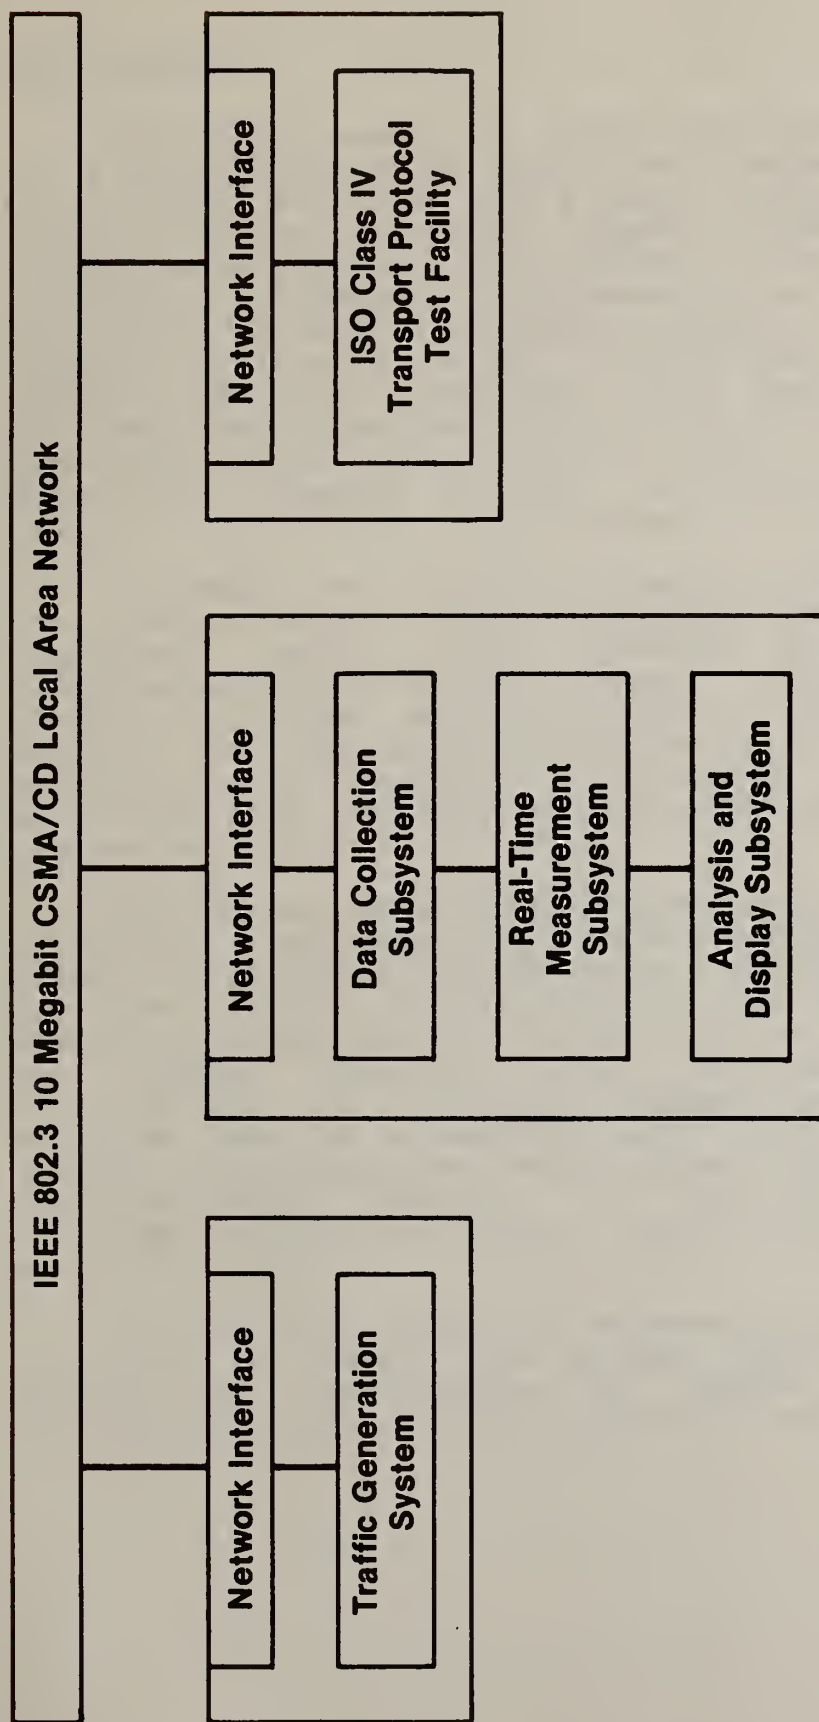 IEEE 802.3 10 Megabit CSMA/CD Local Area Network
Network Interface
Traffic Generation
System
Network Interface
Data Collection
Subsystem
Real-Time
Measurement
Subsystem
Analysis and
Display Subsystem
Network Interface
ISO Class IV
Transport Protocol
Test Facility